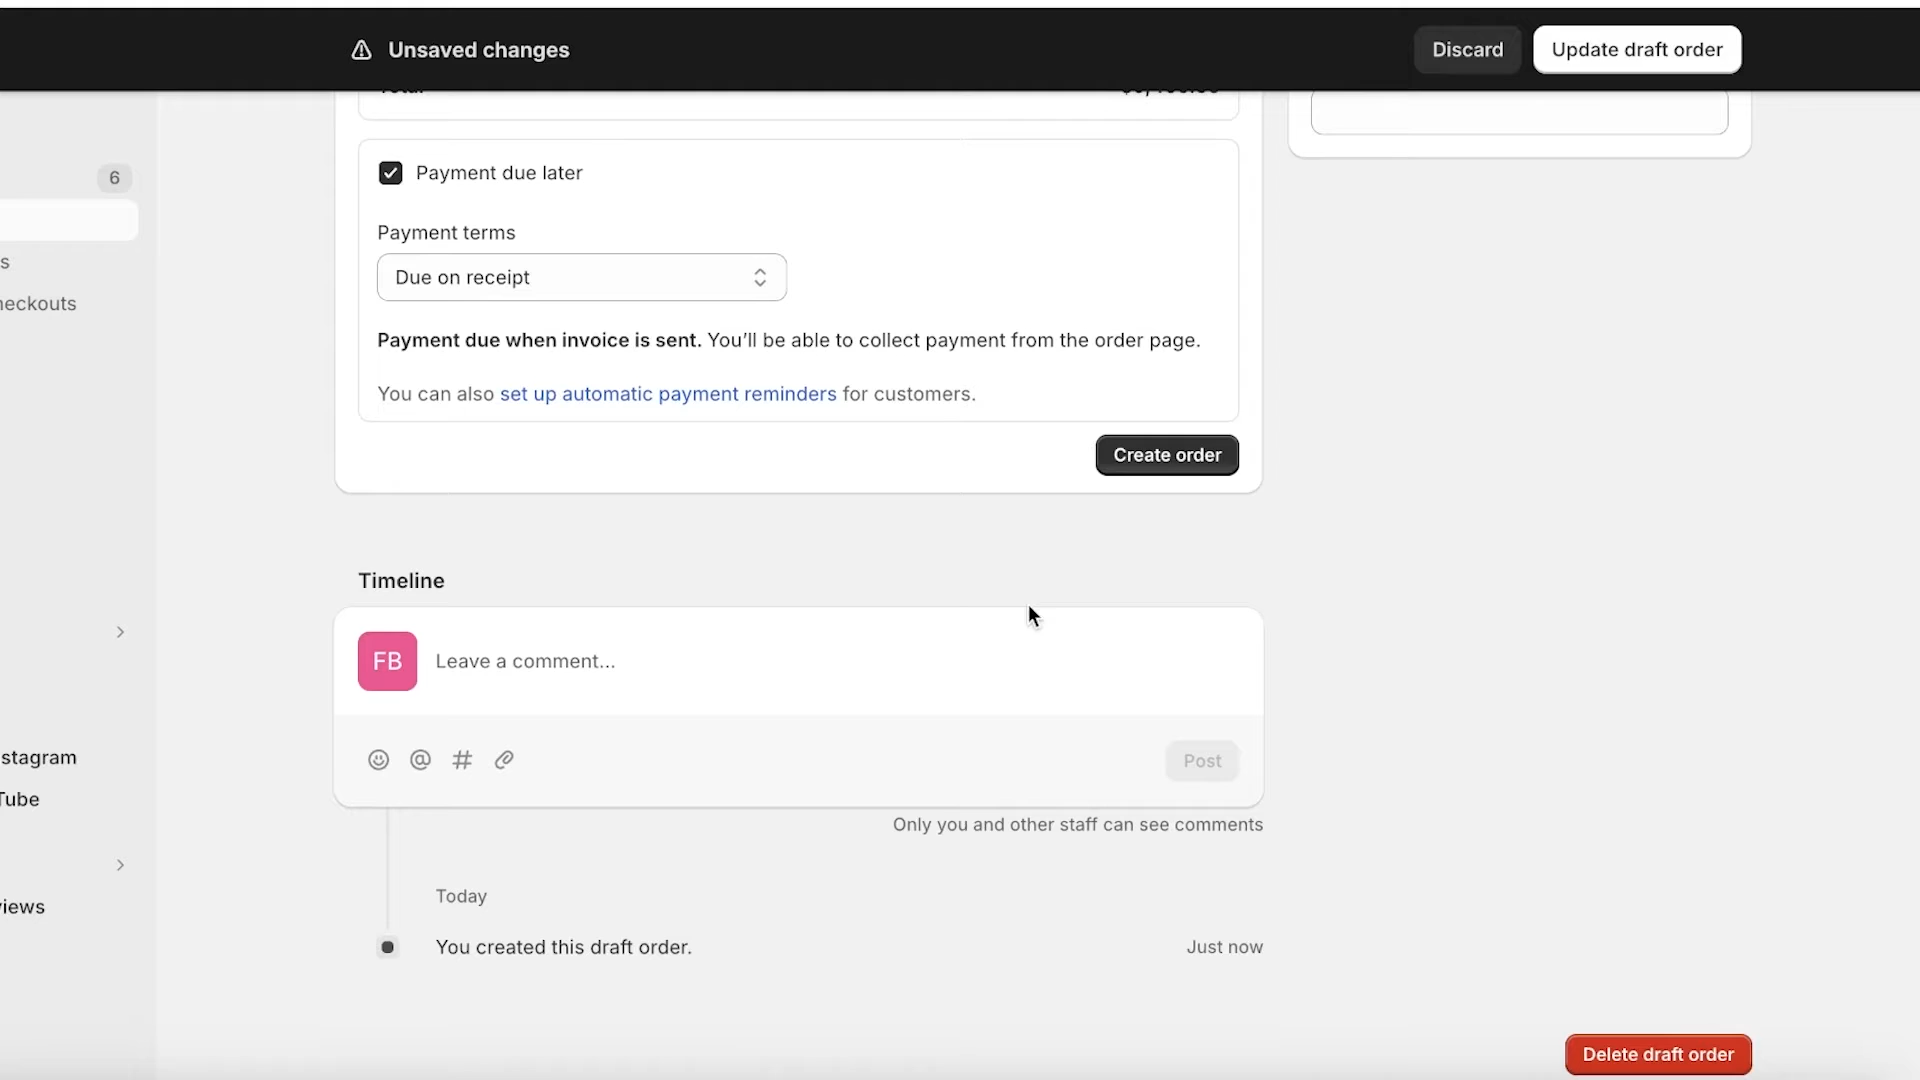 Unsaved changes
Discard
Update draft order
6
Payment due later
Payment terms
s
Due on receipt
heckouts
Payment due when invoice is sent. You'll be able to collect payment from the order page.
You can also set up automatic payment reminders for customers.
Create order
Timeline
FB
Leave a comment...
stagram
Post
Tube
Only you and other staff can see comments
Today
views
You created this draft order.
Just now
Delete draft order